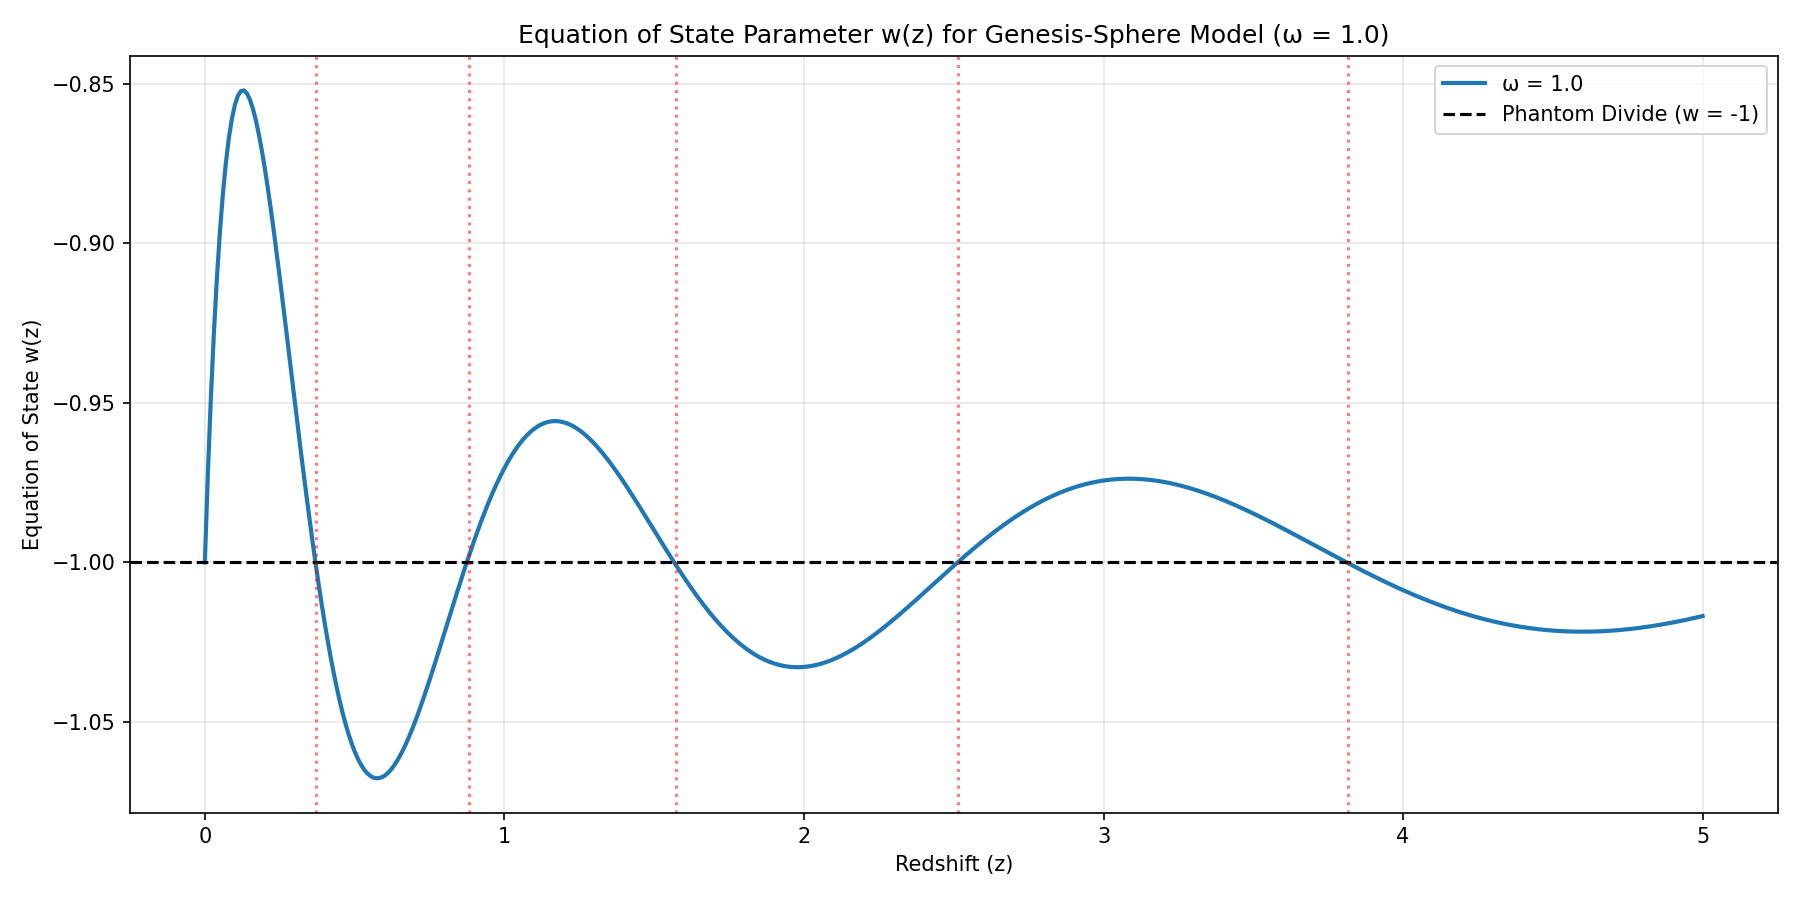 Equation of State Parameter w(z) for Genesis-Sphere Model (ω = 1.0)
ω = 1.0
Phantom Divide (w = -1)
Equation of State w(z)
−0.85
−0.90
−0.95
−1.00
−1.05
0 1 2 3 4 5
Redshift (z)